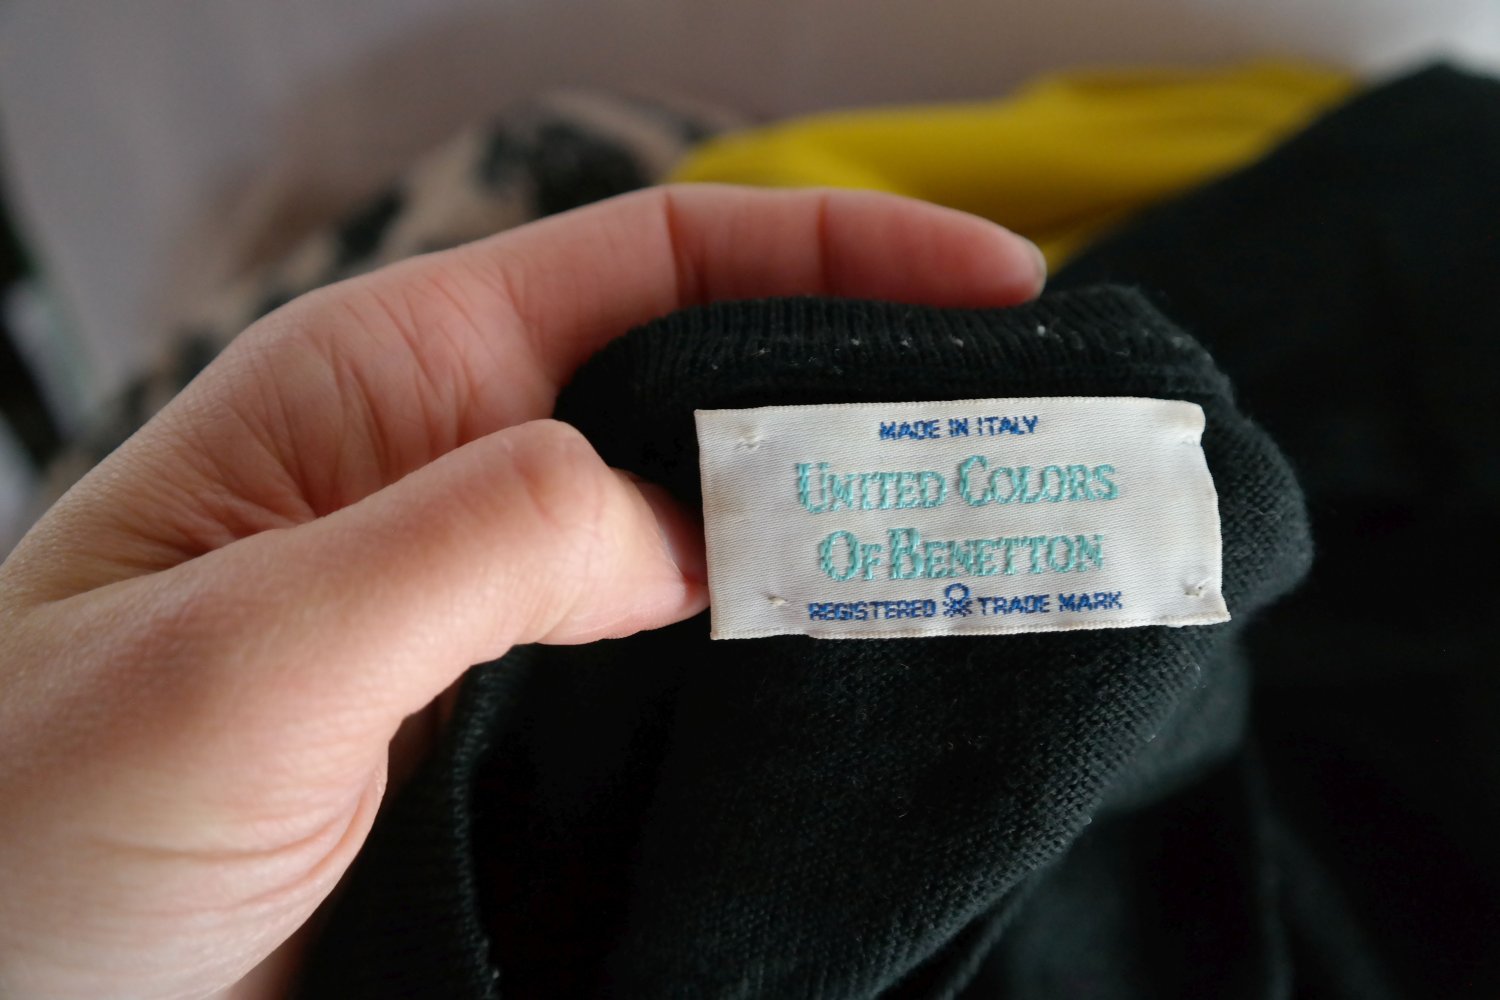 MADE IN ITALY
UNITED COLORS
OF BENETTON
REGISTERED TRADE MARK